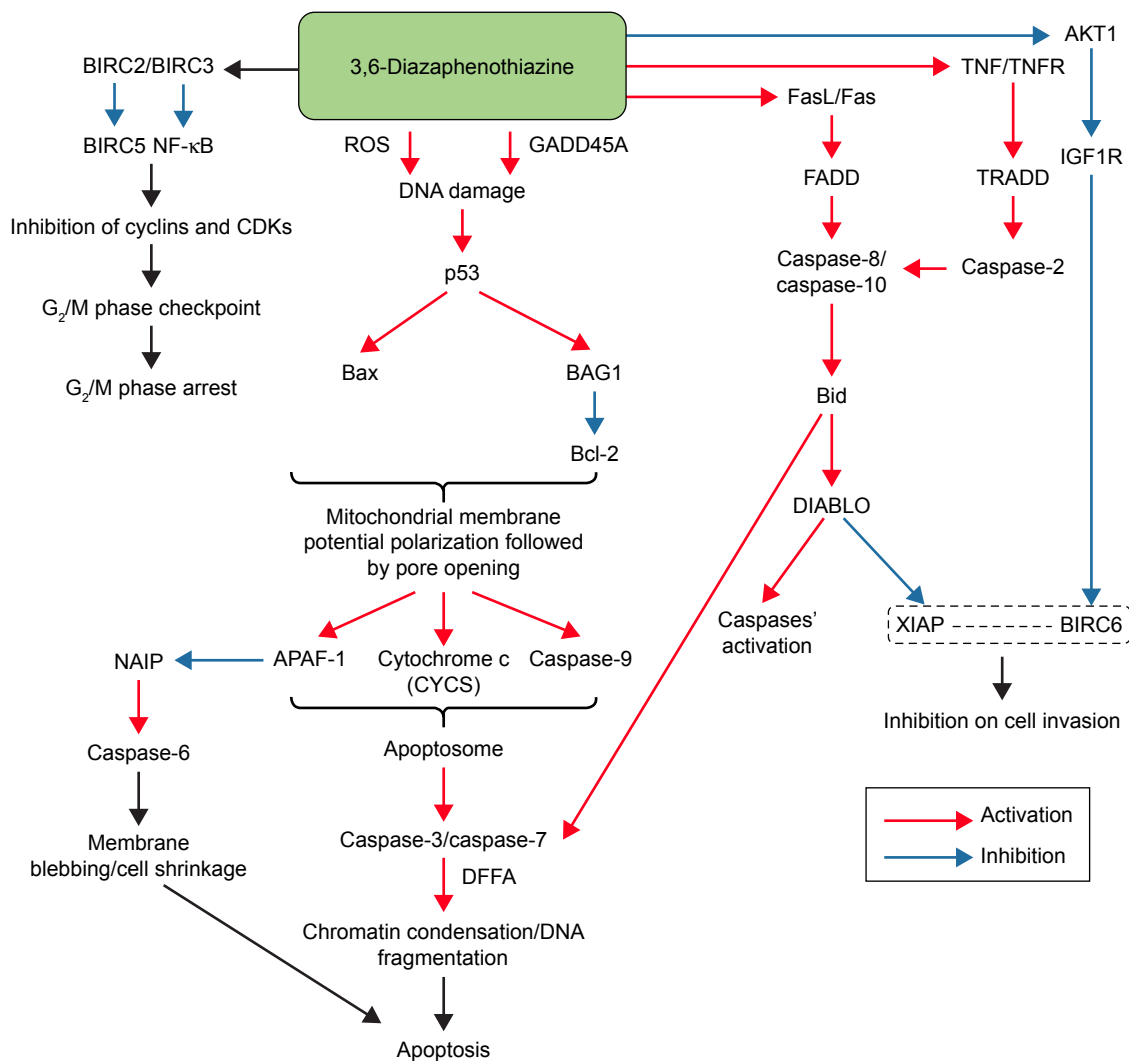 3,6-Diazaphenothiazine
AKT1
BIRC2/BIRC3
TNF/TNFR
FasL/Fas
BIRC5 NF-κB
ROS
GADD45A
IGF1R
DNA damage
FADD
TRADD
Inhibition of cyclins and CDKs
p53
Caspase-8/
caspase-10
Caspase-2
G₂/M phase checkpoint
Bax
BAG1
G₂/M phase arrest
Bid
Bcl-2
DIABLO
Mitochondrial membrane
potential polarization followed
by pore opening
Caspases’
activation
XIAP
BIRC6
NAIP
APAF-1
Cytochrome c
(CYCS)
Caspase-9
Inhibition on cell invasion
Caspase-6
Apoptosome
Membrane
blebbing/cell shrinkage
Caspase-3/caspase-7
DFFA
Activation
Inhibition
Chromatin condensation/DNA
fragmentation
Apoptosis